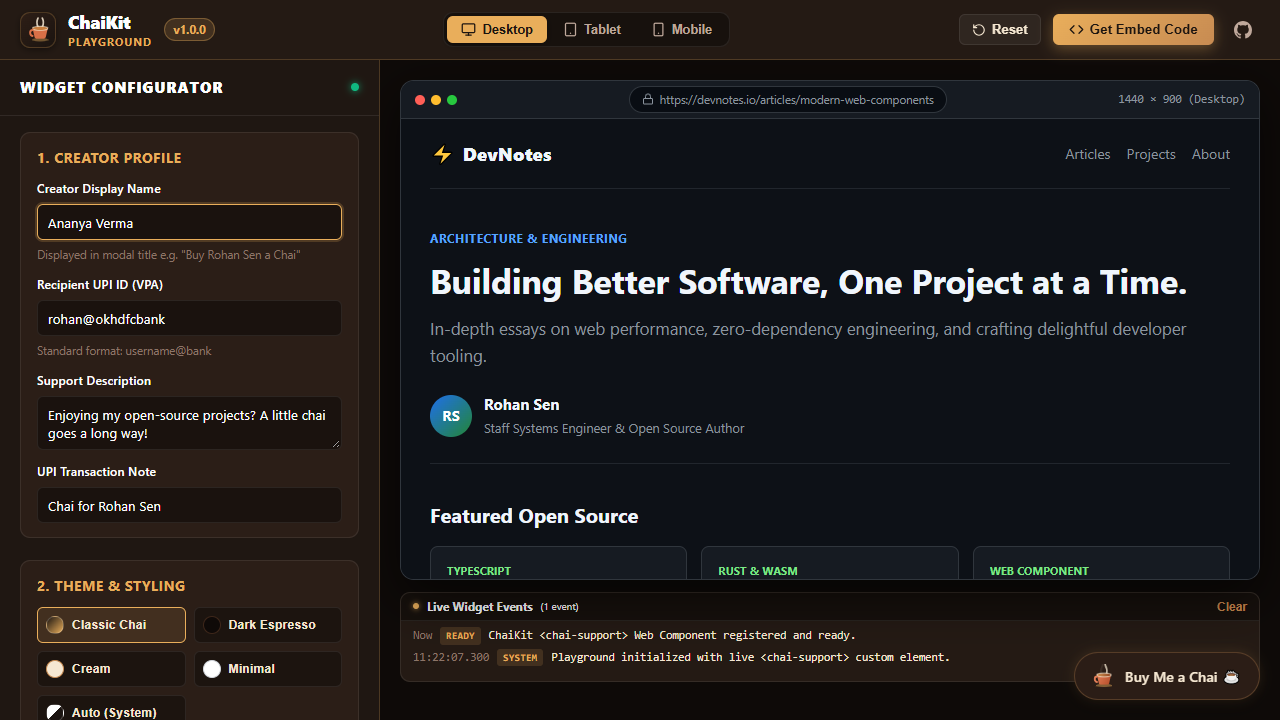 ChaiKit
PLAYGROUND
v1.0.0
Desktop
Tablet
Mobile
Reset
Get Embed Code
WIDGET CONFIGURATOR
1. CREATOR PROFILE
Creator Display Name
Ananya Verma
Displayed in modal title e.g. "Buy Rohan Sen a Chai"
Recipient UPI ID (VPA)
rohan@okhdfcbank
Standard format: username@bank
Support Description
Enjoying my open-source projects? A little chai
goes a long way!
UPI Transaction Note
Chai for Rohan Sen
2. THEME & STYLING
Classic Chai
Dark Espresso
Cream
Minimal
Auto (System)
https://devnotes.io/articles/modern-web-components
1440 × 900 (Desktop)
⚡ DevNotes
Articles
Projects
About
ARCHITECTURE & ENGINEERING
Building Better Software, One Project at a Time.
In-depth essays on web performance, zero-dependency engineering, and crafting delightful developer
tooling.
RS
Rohan Sen
Staff Systems Engineer & Open Source Author
Featured Open Source
TYPESCRIPT
RUST & WASM
WEB COMPONENT
Live Widget Events (1 event)
Clear
Now READY ChaiKit <chai-support> Web Component registered and ready.
11:22:07.300 SYSTEM Playground initialized with live <chai-support> custom element.
Buy Me a Chai ☕